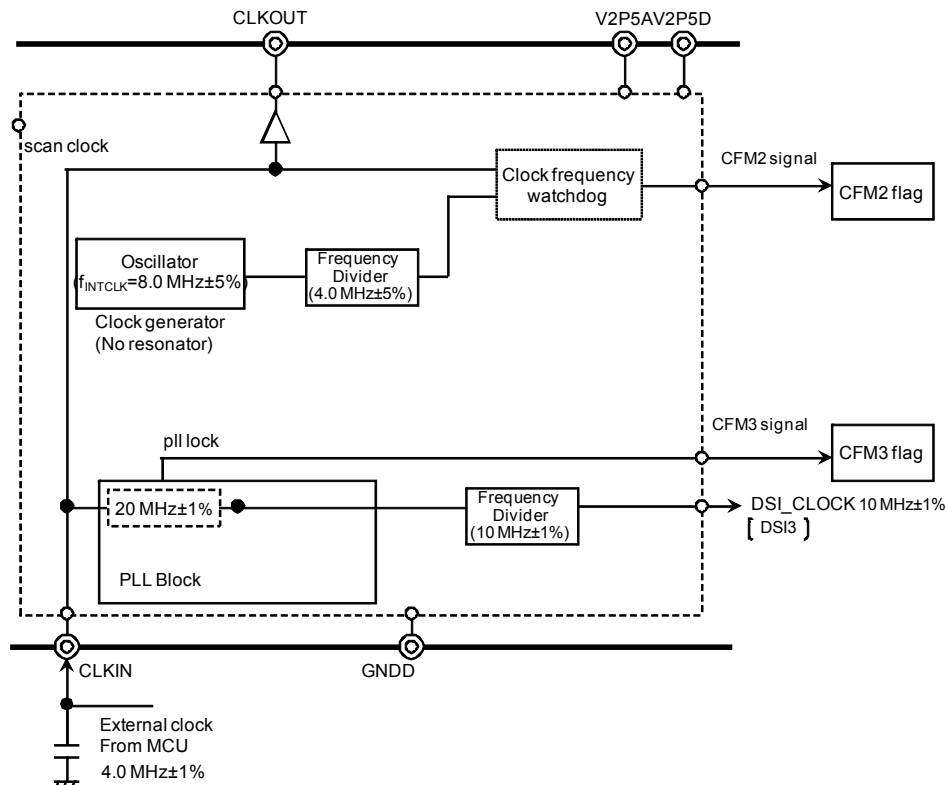 CLKOUT
V2P5AV2P5D
scan clock
CFM2 signal
Clock frequency
watchdog
CFM2 flag
Oscillator
(fINTCLK=8.0 MHz±5%)
Frequency
Divider
(4.0 MHz±5%)
Clock generator
(No resonator)
CFM3 signal
pll lock
CFM3 flag
20 MHz±1%
Frequency
Divider
(10 MHz±1%)
DSI_CLOCK 10 MHz±1%
[ DSI3 ]
PLL Block
CLKIN
GNDD
External clock
From MCU
4.0 MHz±1%